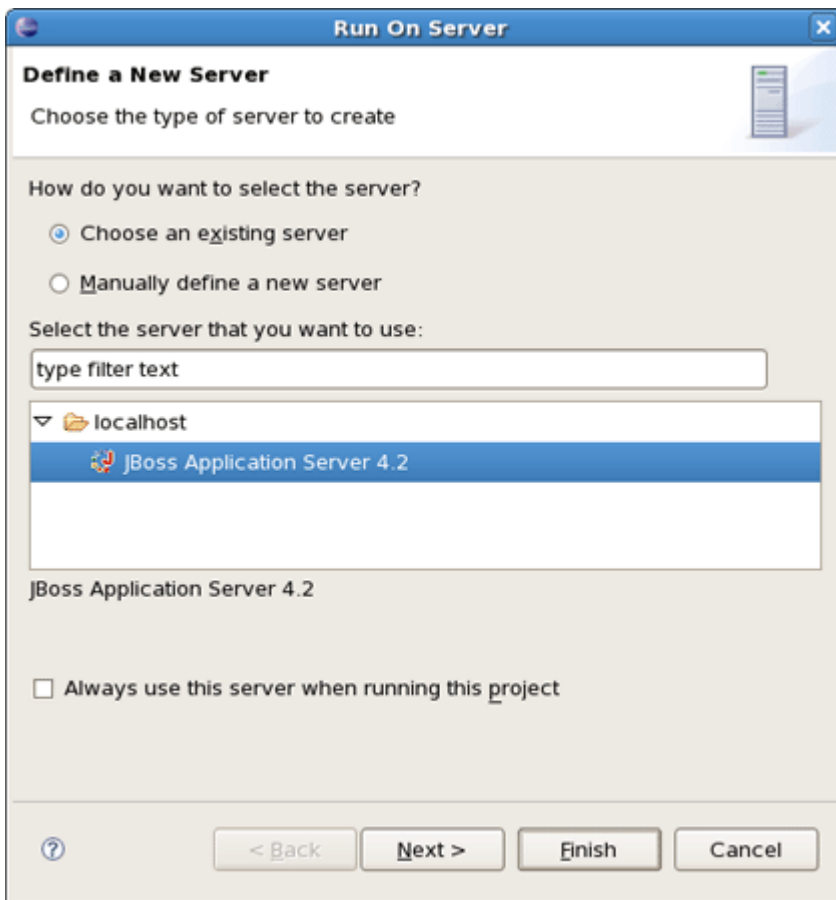 Run On Server
Define a New Server
Choose the type of server to create
How do you want to select the server?
Choose an existing server
Manually define a new server
Select the server that you want to use:
type filter text
localhost
JBoss Application Server 4.2
JBoss Application Server 4.2
Always use this server when running this project
?
< Back
Next >
Finish
Cancel